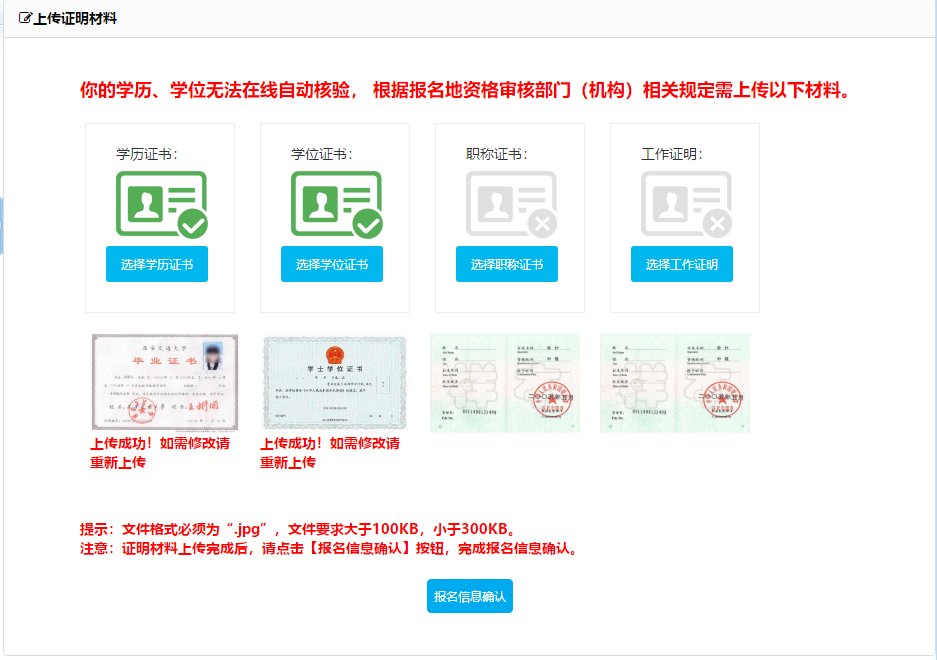 上传证明材料
你的学历、学位无法在线自动核验， 根据报名地资格审核部门（机构）相关规定需上传以下材料。
学历证书： 学位证书： 职称证书： 工作证明：
选择学历证书 选择学位证书 选择职称证书 选择工作证明
西安交通大学
毕业证书
学士学位证书
上传成功！如需修改请重新上传
上传成功！如需修改请重新上传
提示：文件格式必须为“.jpg”，文件要求大于100KB，小于300KB。
注意：证明材料上传完成后，请点击【报名信息确认】按钮，完成报名信息确认。
报名信息确认